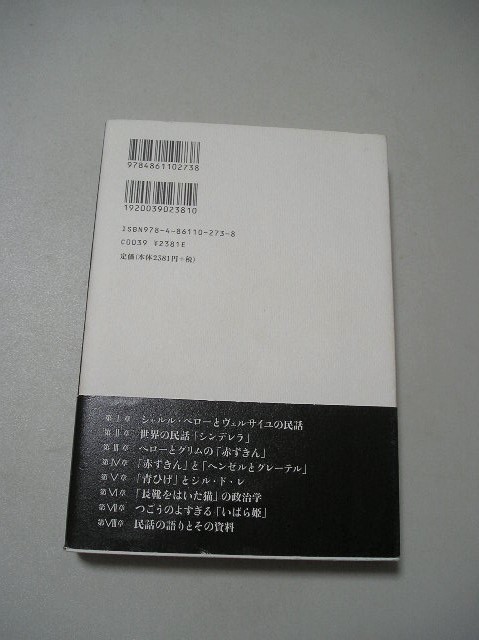 9784861102738
1920039023810
ISBN978-4-86110-273-8
C0039 ¥2381E
定価(本体2381円+税)
第Ⅰ章 シャルル・ペローとヴェルサイユの民話
第Ⅱ章 世界の民話「シンデレラ」
第Ⅲ章 ペローとグリムの「赤ずきん」
第Ⅳ章 「赤ずきん」と「ヘンゼルとグレーテル」
第Ⅴ章 「青ひげ」とジル・ド・レ
第Ⅵ章 「長靴をはいた猫」の政治学
第Ⅶ章 つごうのよすぎる「いばら姫」
第Ⅷ章 民話の語りとその資料